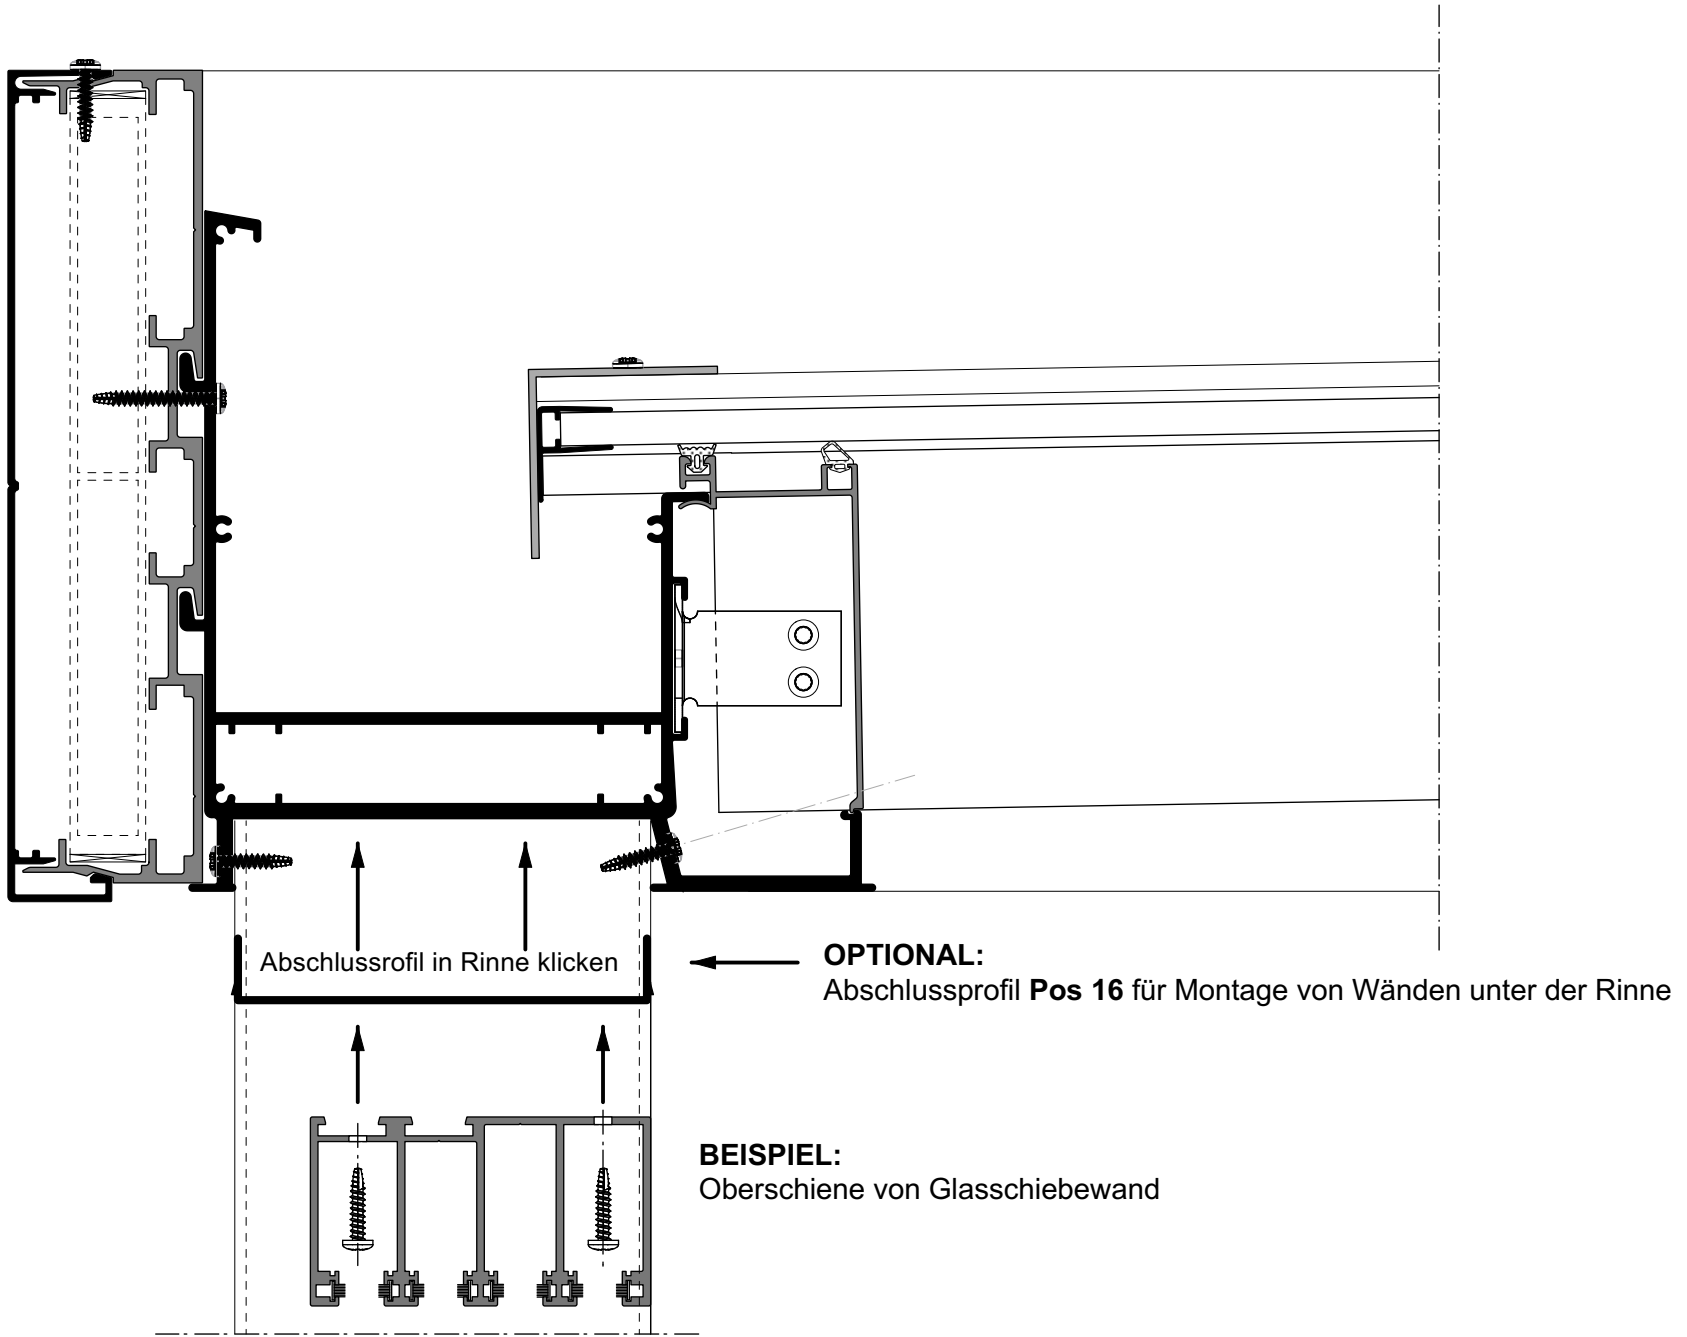 Abschlussrofil in Rinne klicken
OPTIONAL:
Abschlussprofil Pos 16 für Montage von Wänden unter der Rinne
BEISPIEL:
Oberschiene von Glasschiebewand